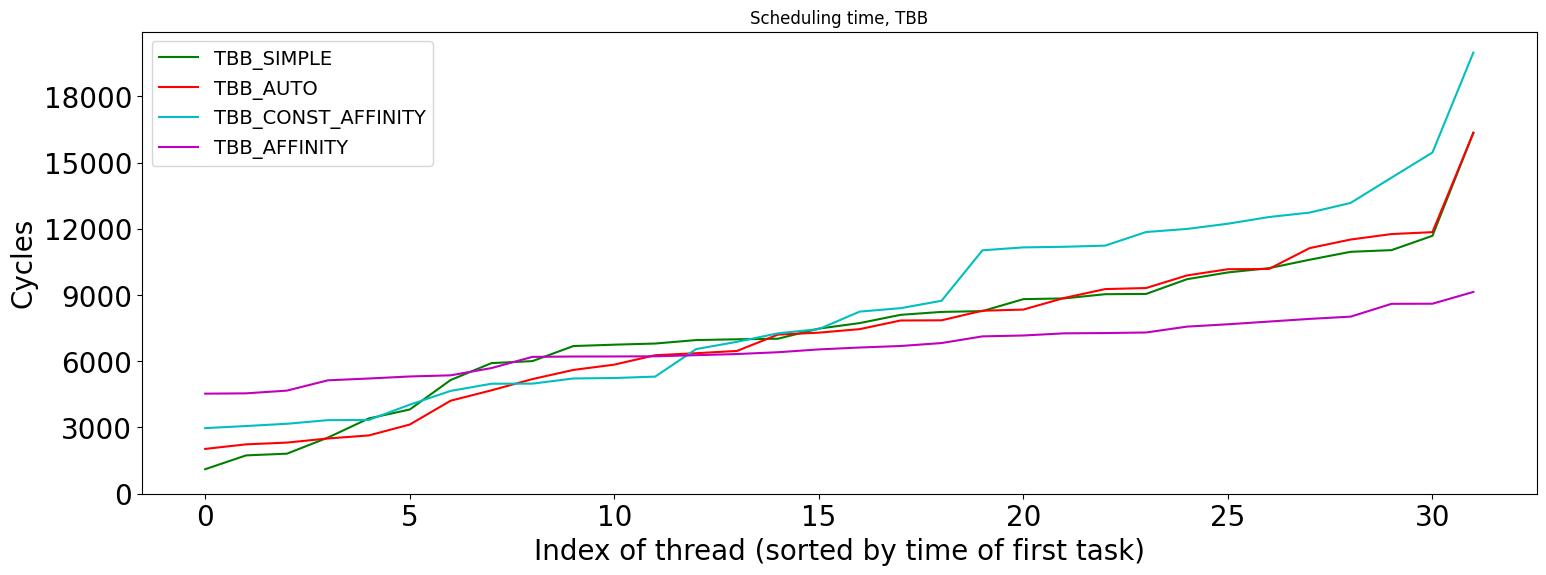 Scheduling time, TBB
TBB_SIMPLE
TBB_AUTO
TBB_CONST_AFFINITY
TBB_AFFINITY
Cycles
18000
15000
12000
9000
6000
3000
0
0 5 10 15 20 25 30
Index of thread (sorted by time of first task)